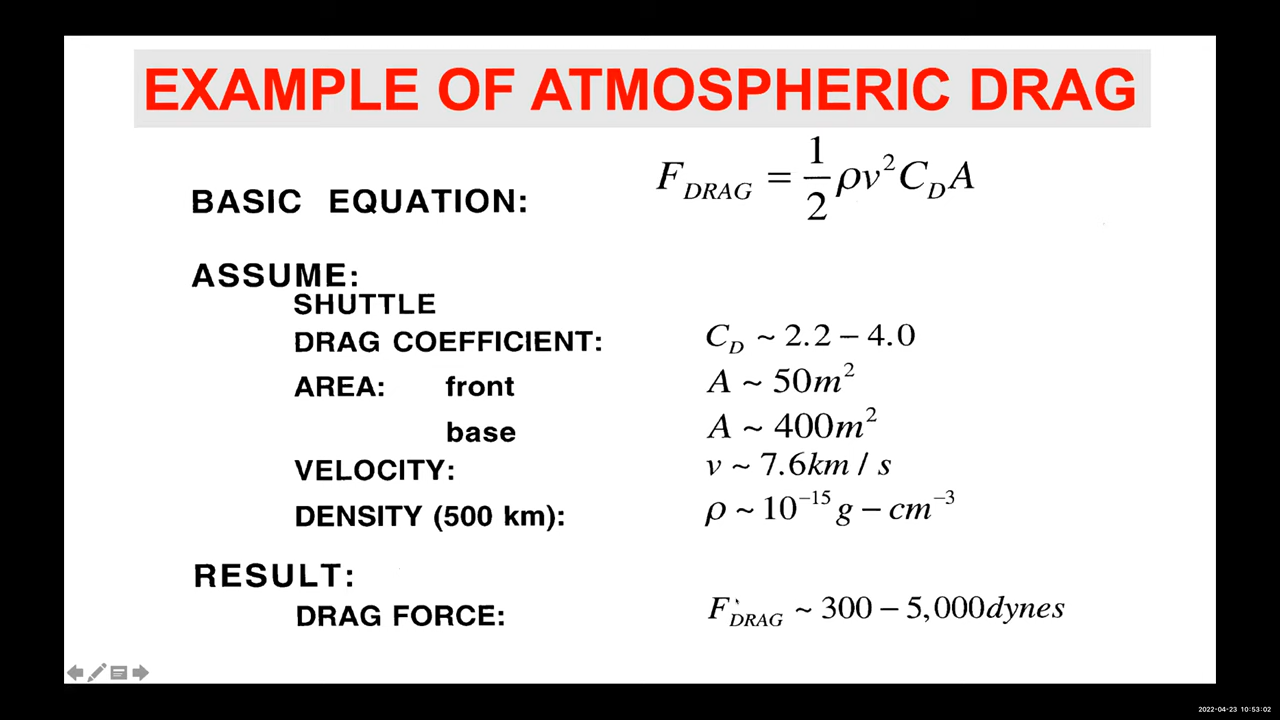 EXAMPLE OF ATMOSPHERIC DRAG
BASIC EQUATION: F_DRAG = 1/2 ρv²C_DA
ASSUME:
SHUTTLE
DRAG COEFFICIENT: C_D ~ 2.2 – 4.0
AREA: front A ~ 50m²
base A ~ 400m²
VELOCITY: v ~ 7.6km / s
DENSITY (500 km): ρ ~ 10⁻¹⁵ g – cm⁻³
RESULT:
DRAG FORCE: F_DRAG ~ 300 – 5,000dynes
2022-04-23 10:53:02